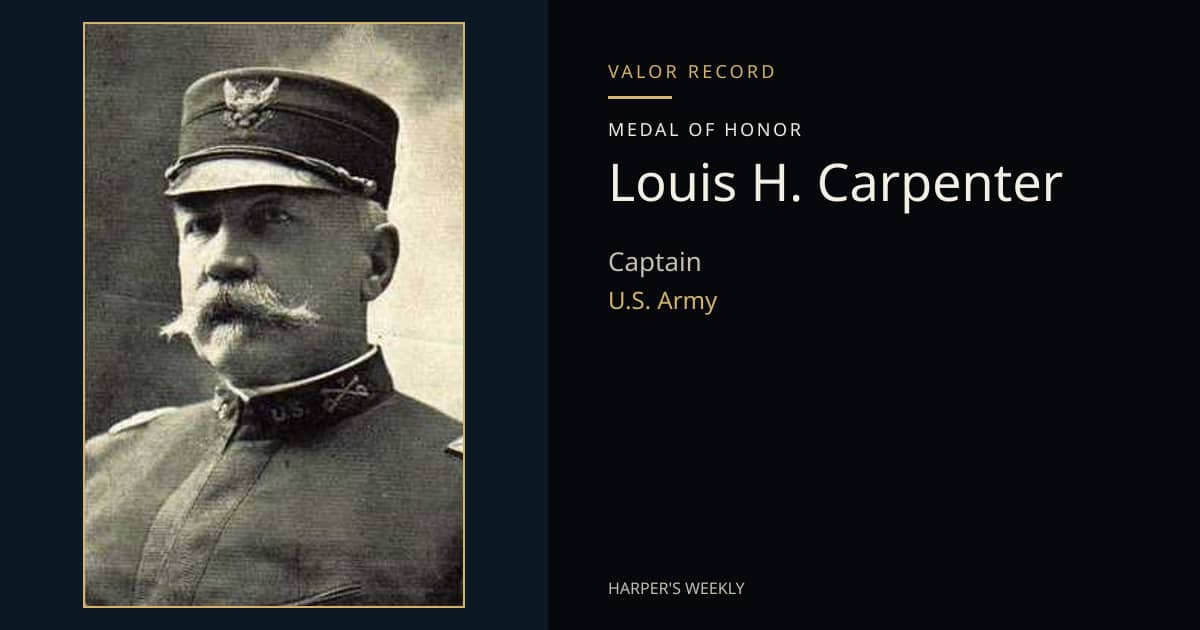 VALOR RECORD
MEDAL OF HONOR
Louis H. Carpenter
Captain
U.S. Army
U.S.
HARPER'S WEEKLY